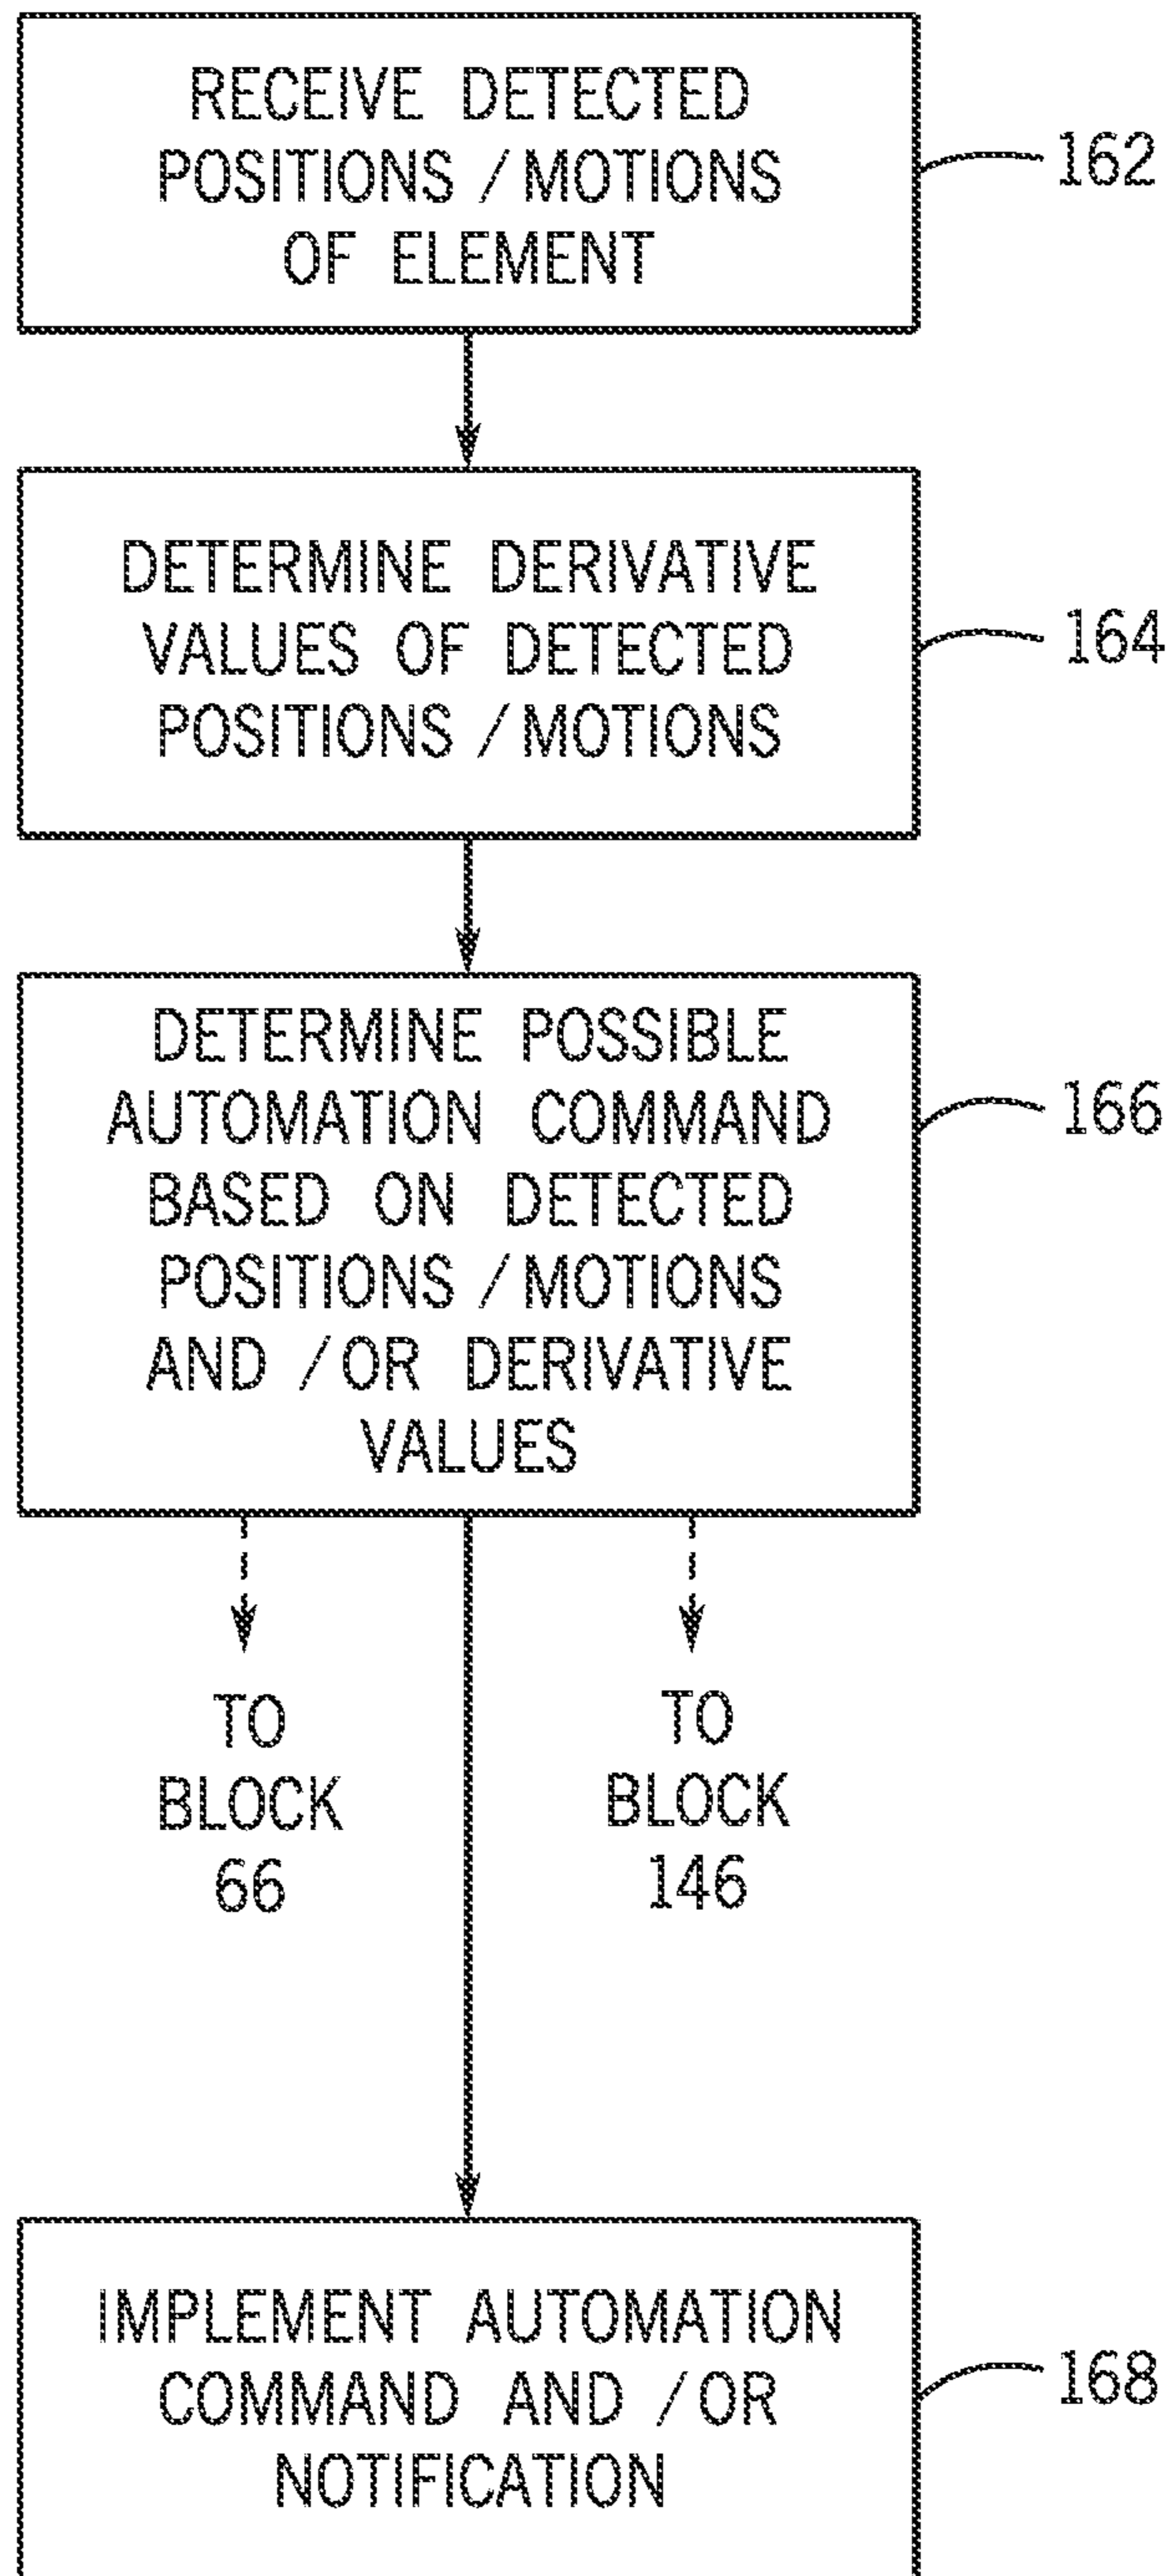 RECEIVE DETECTED
POSITIONS / MOTIONS
OF ELEMENT
162
DETERMINE DERIVATIVE
VALUES OF DETECTED
POSITIONS / MOTIONS
164
DETERMINE POSSIBLE
AUTOMATION COMMAND
BASED ON DETECTED
POSITIONS / MOTIONS
AND / OR DERIVATIVE
VALUES
166
TO
BLOCK
66
TO
BLOCK
146
IMPLEMENT AUTOMATION
COMMAND AND / OR
NOTIFICATION
168